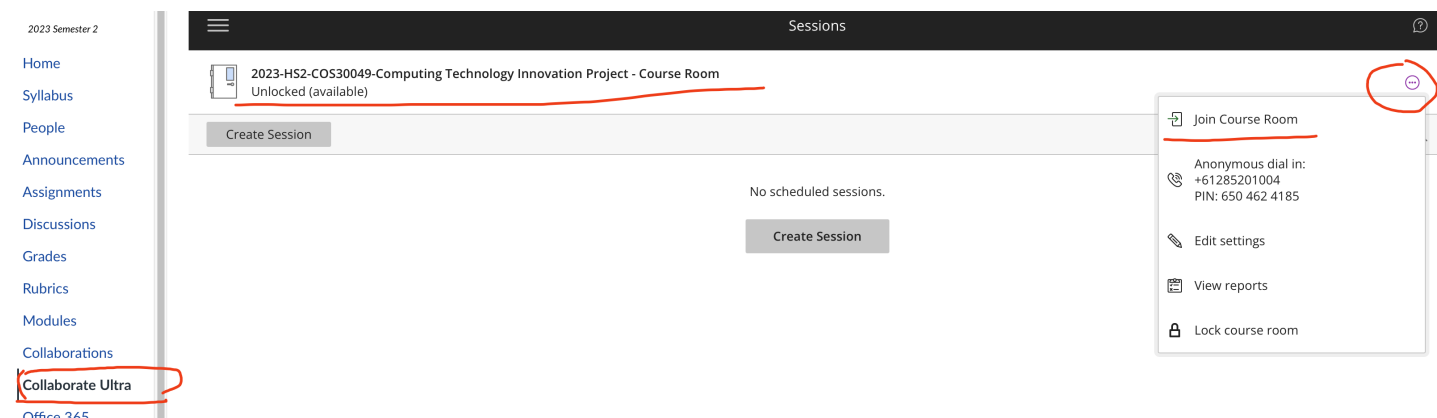 2023 Semester 2
Home
Syllabus
People
Announcements
Assignments
Discussions
Grades
Rubrics
Modules
Collaborations
Collaborate Ultra
Office 365
Sessions
2023-HS2-COS30049-Computing Technology Innovation Project - Course Room
Unlocked (available)
Create Session
No scheduled sessions.
Create Session
Join Course Room
Anonymous dial in:
+61285201004
PIN: 650 462 4185
Edit settings
View reports
Lock course room